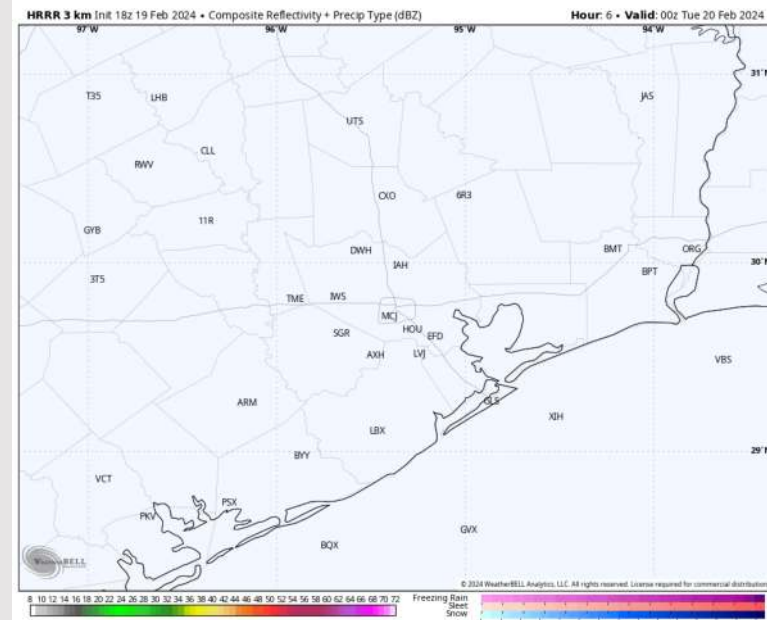 HRRR 3 km Init 18z 19 Feb 2024 • Composite Reflectivity + Precip Type (dBZ) Hour: 6 • Valid: 00z Tue 20 Feb 2024
97°W 96°W 95°W 94°W
31°N
T35 LHB JAS
UTS
CLL
RWV
CXO 6R3
11R
GYB
DWH BMT ORG
IAH 30°N
BPT
3T5
TME IWS
MCJ
HOU
SGR EFD
AXH LVJ
VBS
ARM GLS
XIH
LBX
BYY 29°N
VCT
PSX
PKV
GVX
BQX
WeatherBELL
© 2024 WeatherBELL Analytics, LLC. All rights reserved. License required for commercial distribution
8 10 12 14 16 18 20 22 24 26 28 30 32 34 36 38 40 42 44 46 48 50 52 54 56 58 60 62 64 66 68 70 72
Freezing Rain
Sleet
Snow